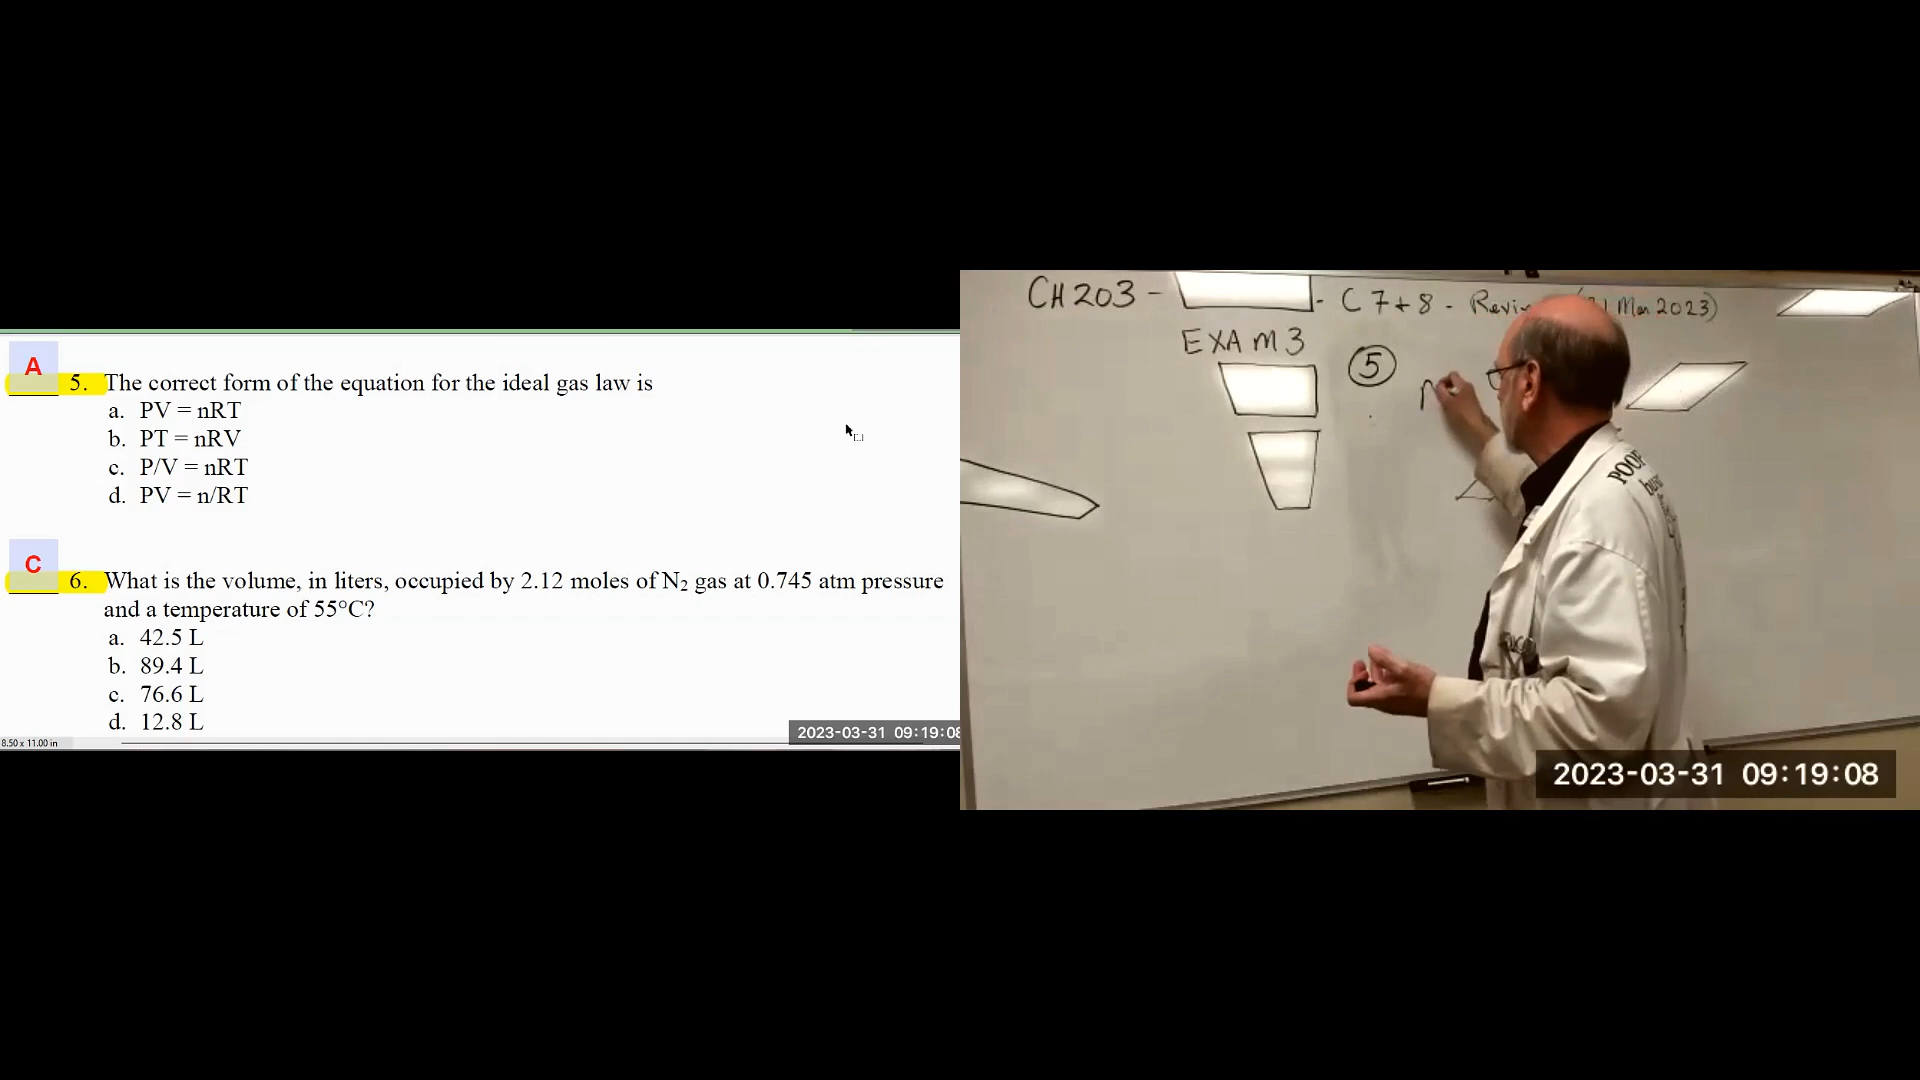 A
5. The correct form of the equation for the ideal gas law is
a. PV = nRT
b. PT = nRV
c. P/V = nRT
d. PV = n/RT
C
6. What is the volume, in liters, occupied by 2.12 moles of N₂ gas at 0.745 atm pressure
and a temperature of 55°C?
a. 42.5 L
b. 89.4 L
c. 76.6 L
d. 12.8 L
8.50 x 11.00 in
2023-03-31 09:19:08
CH203 - - C 7+8 - Mar 2023)
EXAM 3
5
POOP
2023-03-31 09:19:08